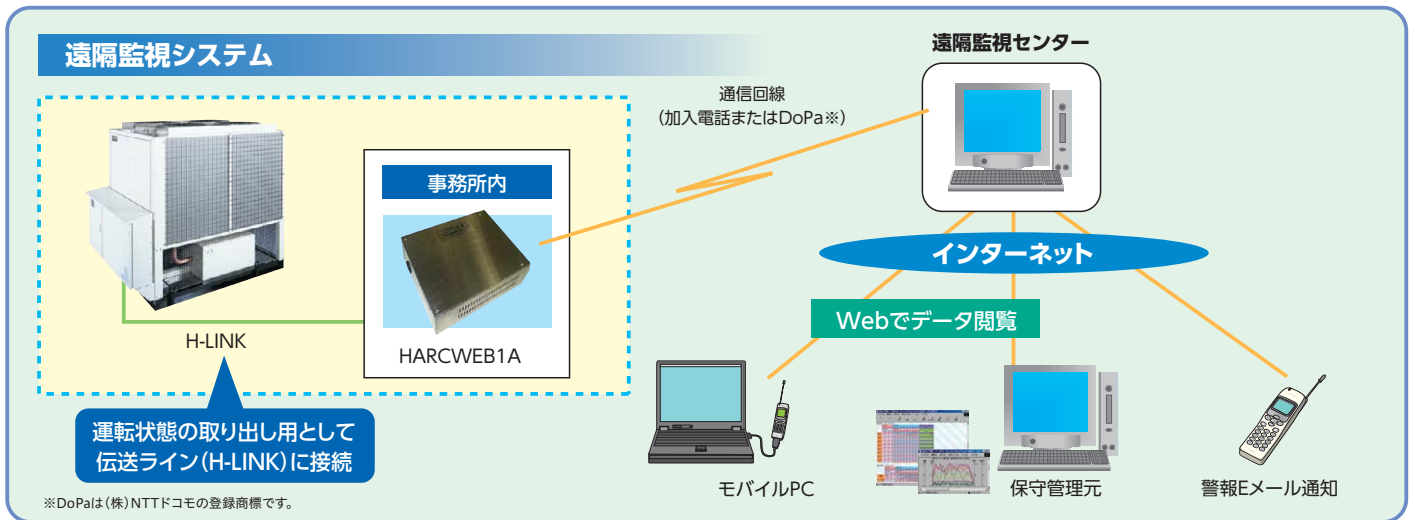 遠隔監視システム
遠隔監視センター
通信回線
(加入電話またはDoPa※)
事務所内
インターネット
Webでデータ閲覧
H-LINK
HARCWEB1A
運転状態の取り出し用として
伝送ライン(H-LINK)に接続
モバイルPC
保守管理元
警報Eメール通知
※DoPaは(株)NTTドコモの登録商標です。